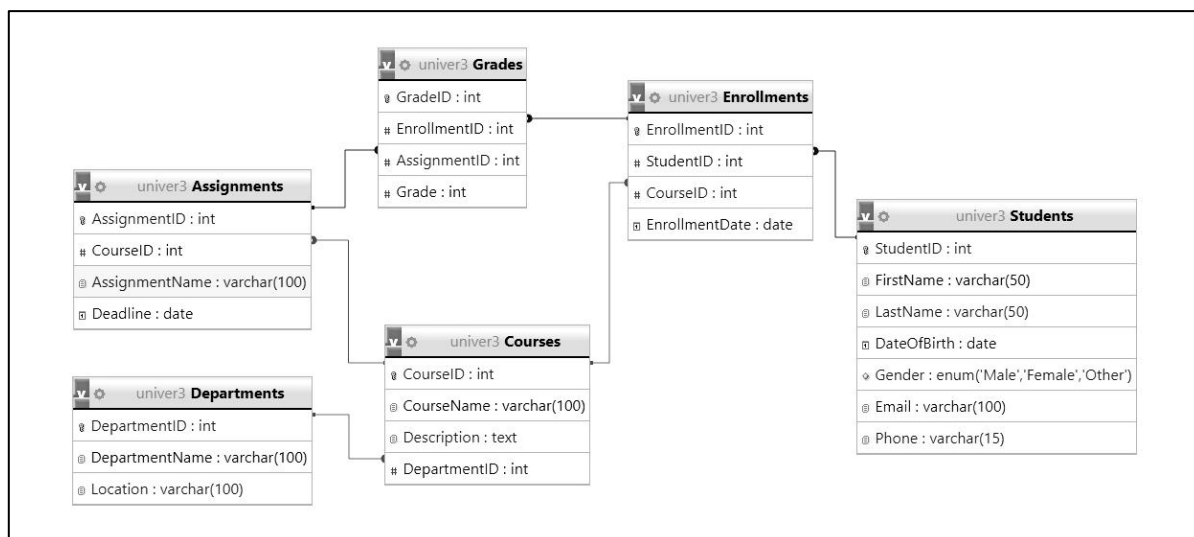 univer3 Grades
GradeID : int
# EnrollmentID : int
# AssignmentID : int
# Grade : int
univer3 Enrollments
EnrollmentID : int
# StudentID : int
# CourseID : int
EnrollmentDate : date
univer3 Assignments
AssignmentID : int
# CourseID : int
AssignmentName : varchar(100)
Deadline : date
univer3 Students
StudentID : int
FirstName : varchar(50)
LastName : varchar(50)
DateOfBirth : date
Gender : enum('Male','Female','Other')
Email : varchar(100)
Phone : varchar(15)
univer3 Courses
CourseID : int
CourseName : varchar(100)
Description : text
# DepartmentID : int
univer3 Departments
DepartmentID : int
DepartmentName : varchar(100)
Location : varchar(100)